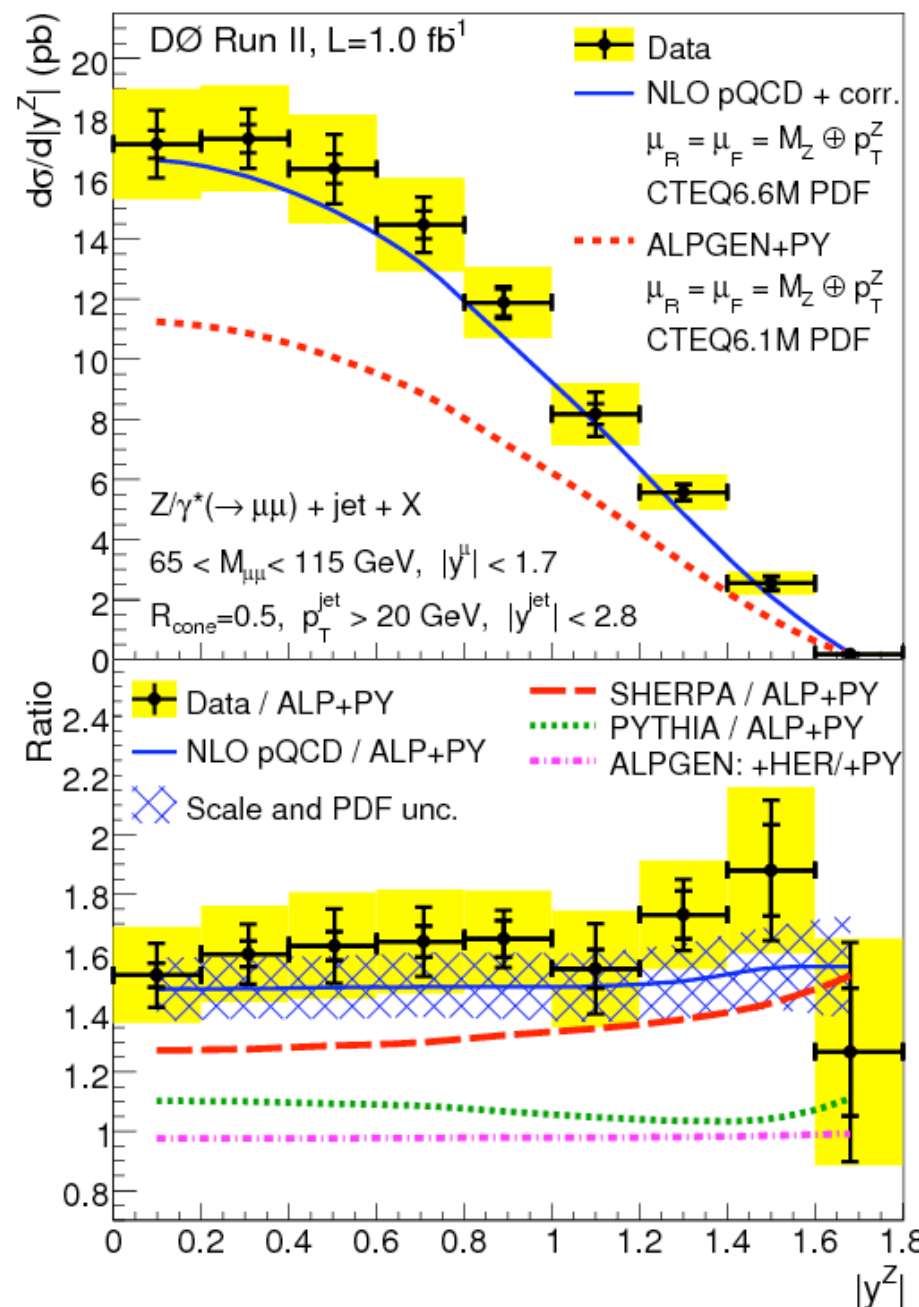 DØ Run II, L=1.0 fb⁻¹
Data
NLO pQCD + corr.
μ_R = μ_F = M_Z ⊕ p_T^Z
CTEQ6.6M PDF
ALPGEN+PY
μ_R = μ_F = M_Z ⊕ p_T^Z
CTEQ6.1M PDF
dσ/d|y^Z| (pb)
20
18
16
14
12
10
8
6
4
2
0
Z/γ*(→ μμ) + jet + X
65 < M_μμ < 115 GeV, |y^μ| < 1.7
R_cone=0.5, p_T^jet > 20 GeV, |y^jet| < 2.8
Ratio
Data / ALP+PY
NLO pQCD / ALP+PY
Scale and PDF unc.
SHERPA / ALP+PY
PYTHIA / ALP+PY
ALPGEN: +HER/+PY
2.4
2.2
2
1.8
1.6
1.4
1.2
1
0.8
0 0.2 0.4 0.6 0.8 1 1.2 1.4 1.6 1.8
|y^Z|